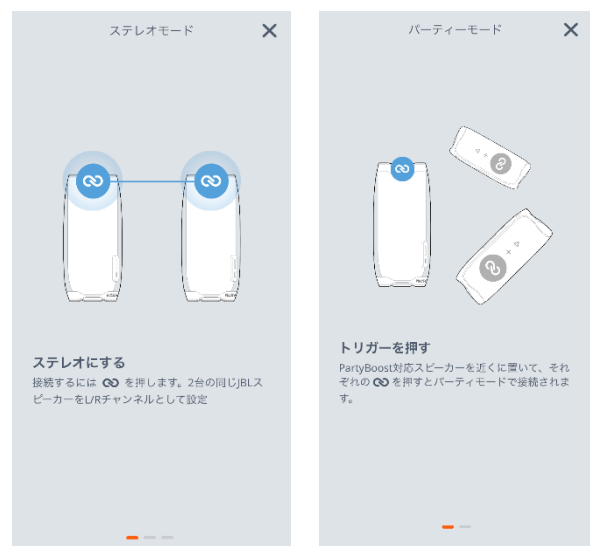 ステレオモード
ステレオにする
接続するには を押します。2台の同じJBLス
ピーカーをL/Rチャンネルとして設定
パーティーモード
トリガーを押す
PartyBoost対応スピーカーを近くに置いて、それ
ぞれの を押すとパーティモードで接続されま
す。